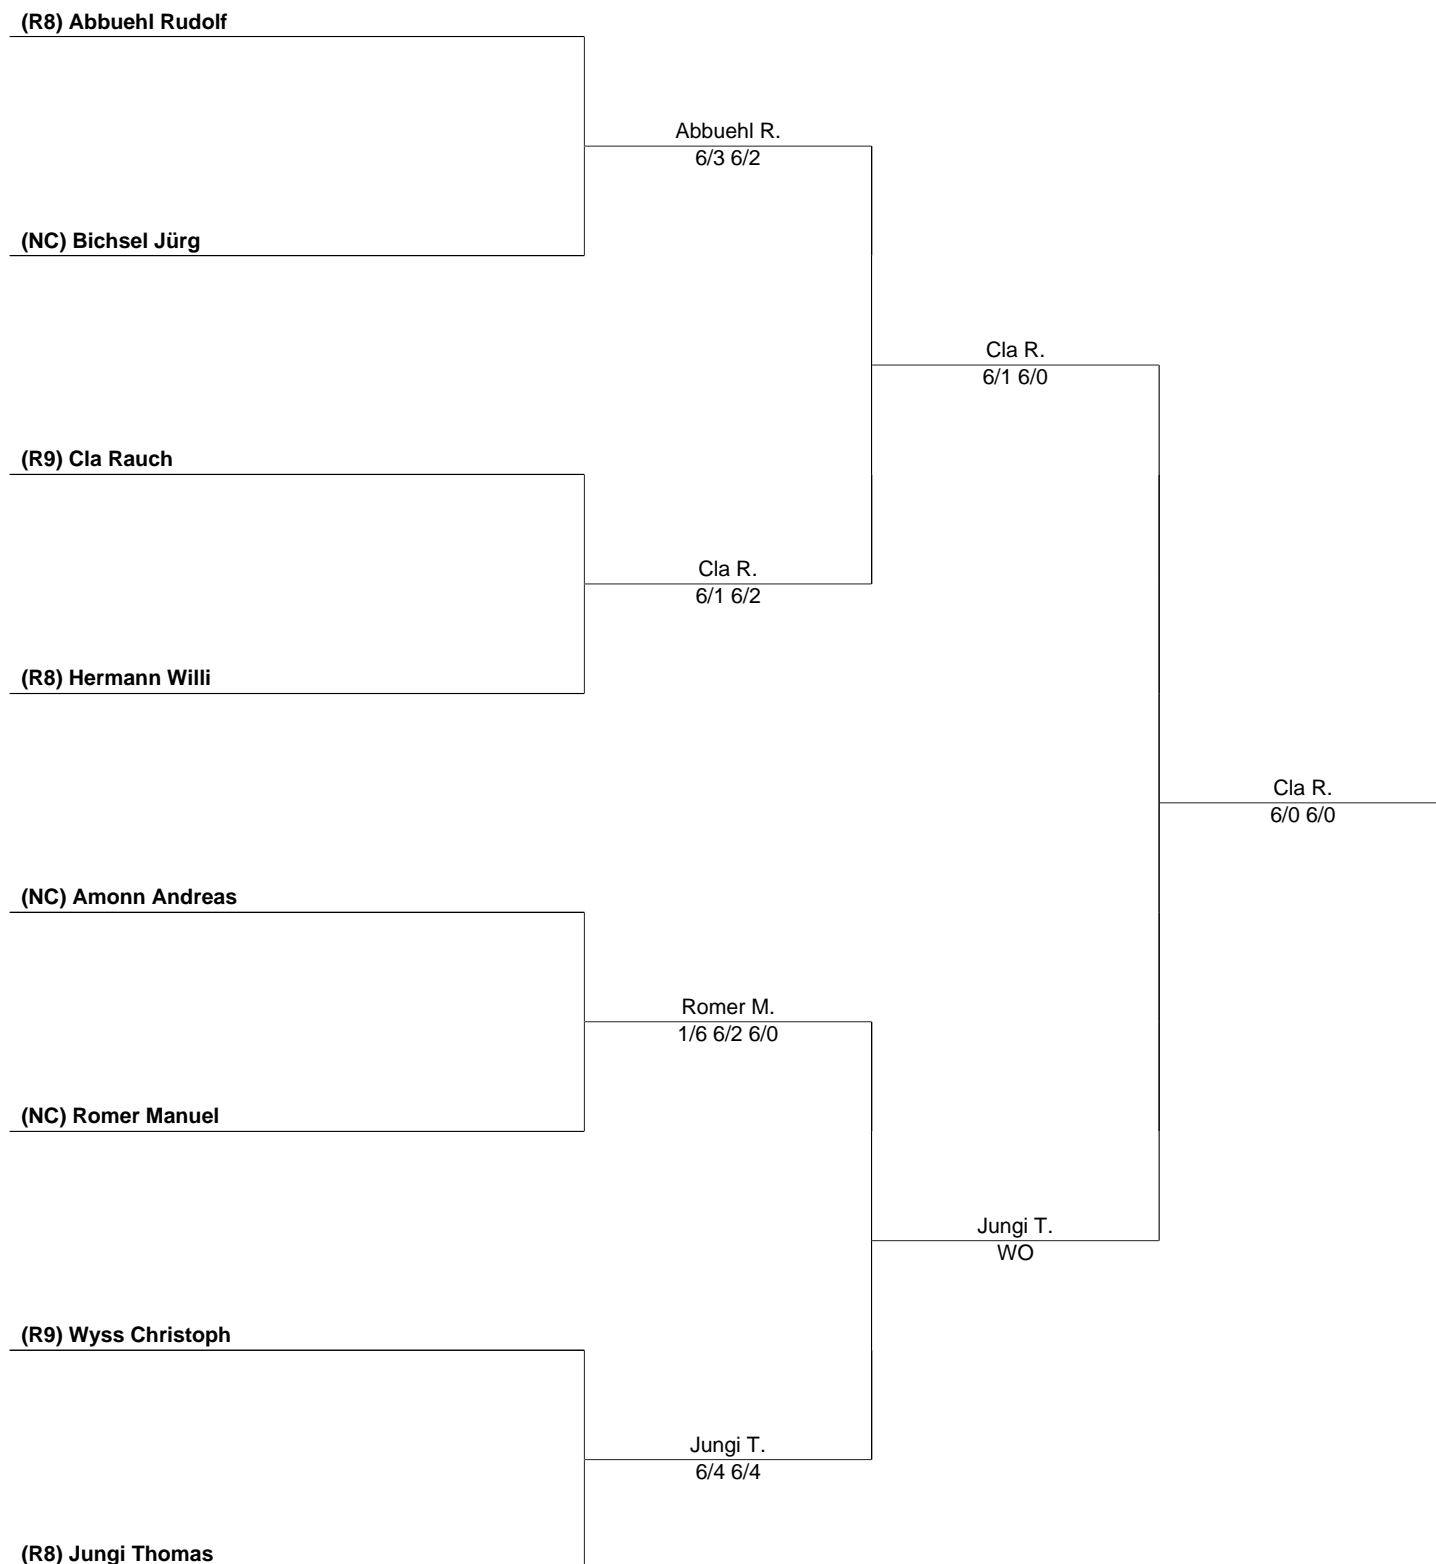 (R8) Abbuehl Rudolf
Abbuehl R.
6/3 6/2
(NC) Bichsel Jürg
Cla R.
6/1 6/0
(R9) Cla Rauch
Cla R.
6/1 6/2
(R8) Hermann Willi
Cla R.
6/0 6/0
(NC) Amonn Andreas
Romer M.
1/6 6/2 6/0
(NC) Romer Manuel
Jungi T.
WO
(R9) Wyss Christoph
Jungi T.
6/4 6/4
(R8) Jungi Thomas